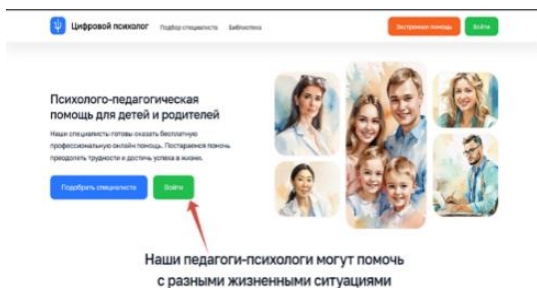 Цифровой психолог
Подбор специалиста Библиотека
Экстренная помощь
Войти
Психолого-педагогическая
помощь для детей и родителей
Наши специалисты готовы оказать бесплатную
профессиональную онлайн помощь. Постараемся помочь
преодолеть трудности и достичь успеха в жизни.
Подобрать специалиста
Войти
Наши педагоги-психологи могут помочь
с разными жизненными ситуациями